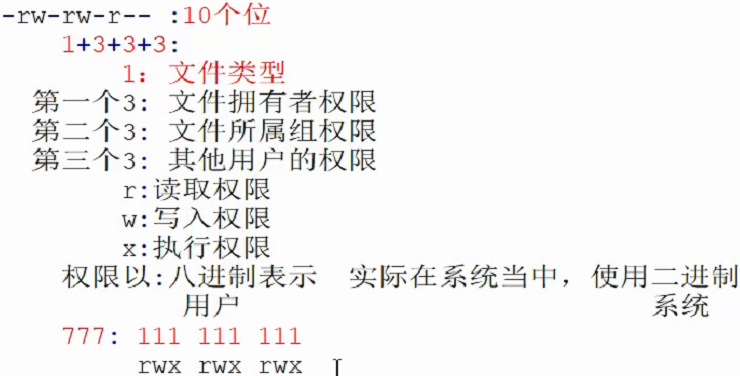 -rw-rw-r-- :10个位
1+3+3+3:
1: 文件类型
第一个3: 文件拥有者权限
第二个3: 文件所属组权限
第三个3: 其他用户的权限
r:读取权限
w:写入权限
x:执行权限
权限以:八进制表示 实际在系统当中，使用二进制
用户 系统
777: 111 111 111
rwx rwx rwx